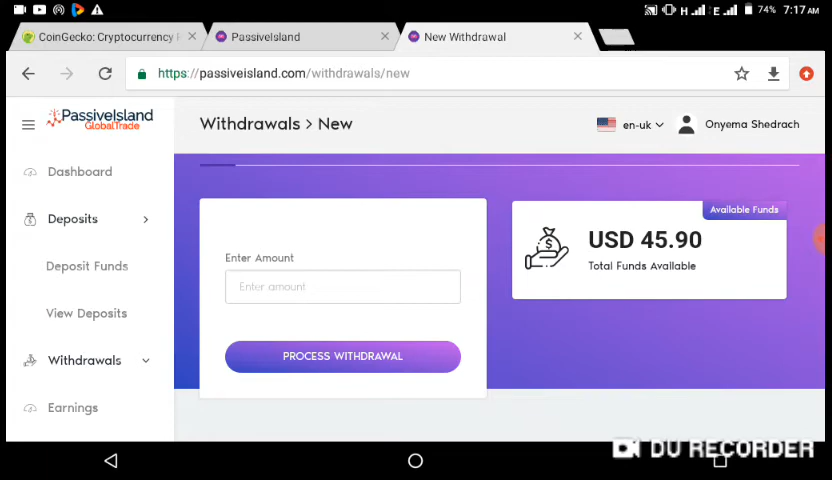 74% 7:17 AM
CoinGecko: Cryptocurrency
PassiveIsland
New Withdrawal
https://passiveisland.com/withdrawals/new
PassiveIsland
GlobalTrade
Withdrawals > New
en-uk
Onyema Shedrach
Dashboard
Deposits
Deposit Funds
View Deposits
Withdrawals
Earnings
Enter Amount
Enter amount
PROCESS WITHDRAWAL
Available Funds
USD 45.90
Total Funds Available
DU RECORDER